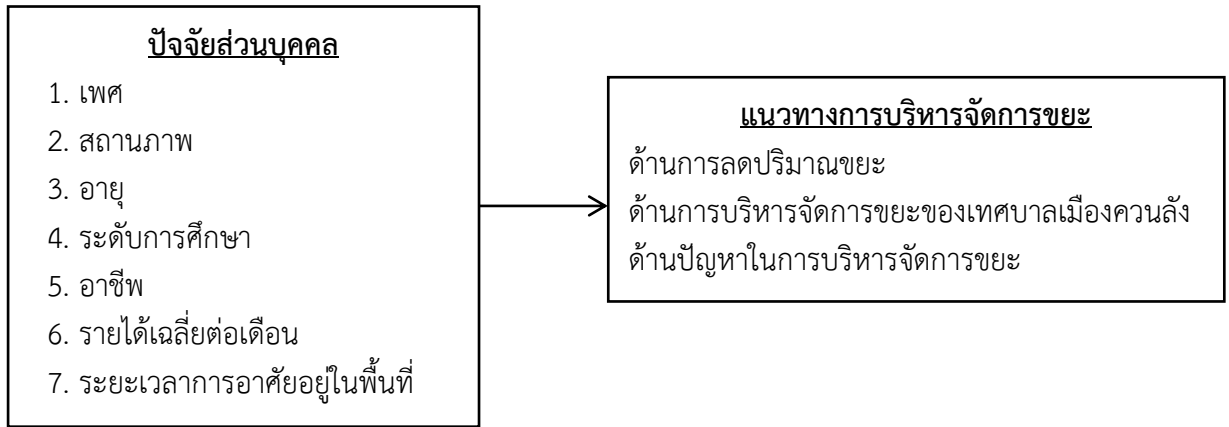 ปัจจัยส่วนบุคคล
1. เพศ
2. สถานภาพ
3. อายุ
4. ระดับการศึกษา
5. อาชีพ
6. รายได้เฉลี่ยต่อเดือน
7. ระยะเวลาการอาศัยอยู่ในพื้นที่
แนวทางการบริหารจัดการขยะ
ด้านการลดปริมาณขยะ
ด้านการบริหารจัดการขยะของเทศบาลเมืองควนลัง
ด้านปัญหาในการบริหารจัดการขยะ